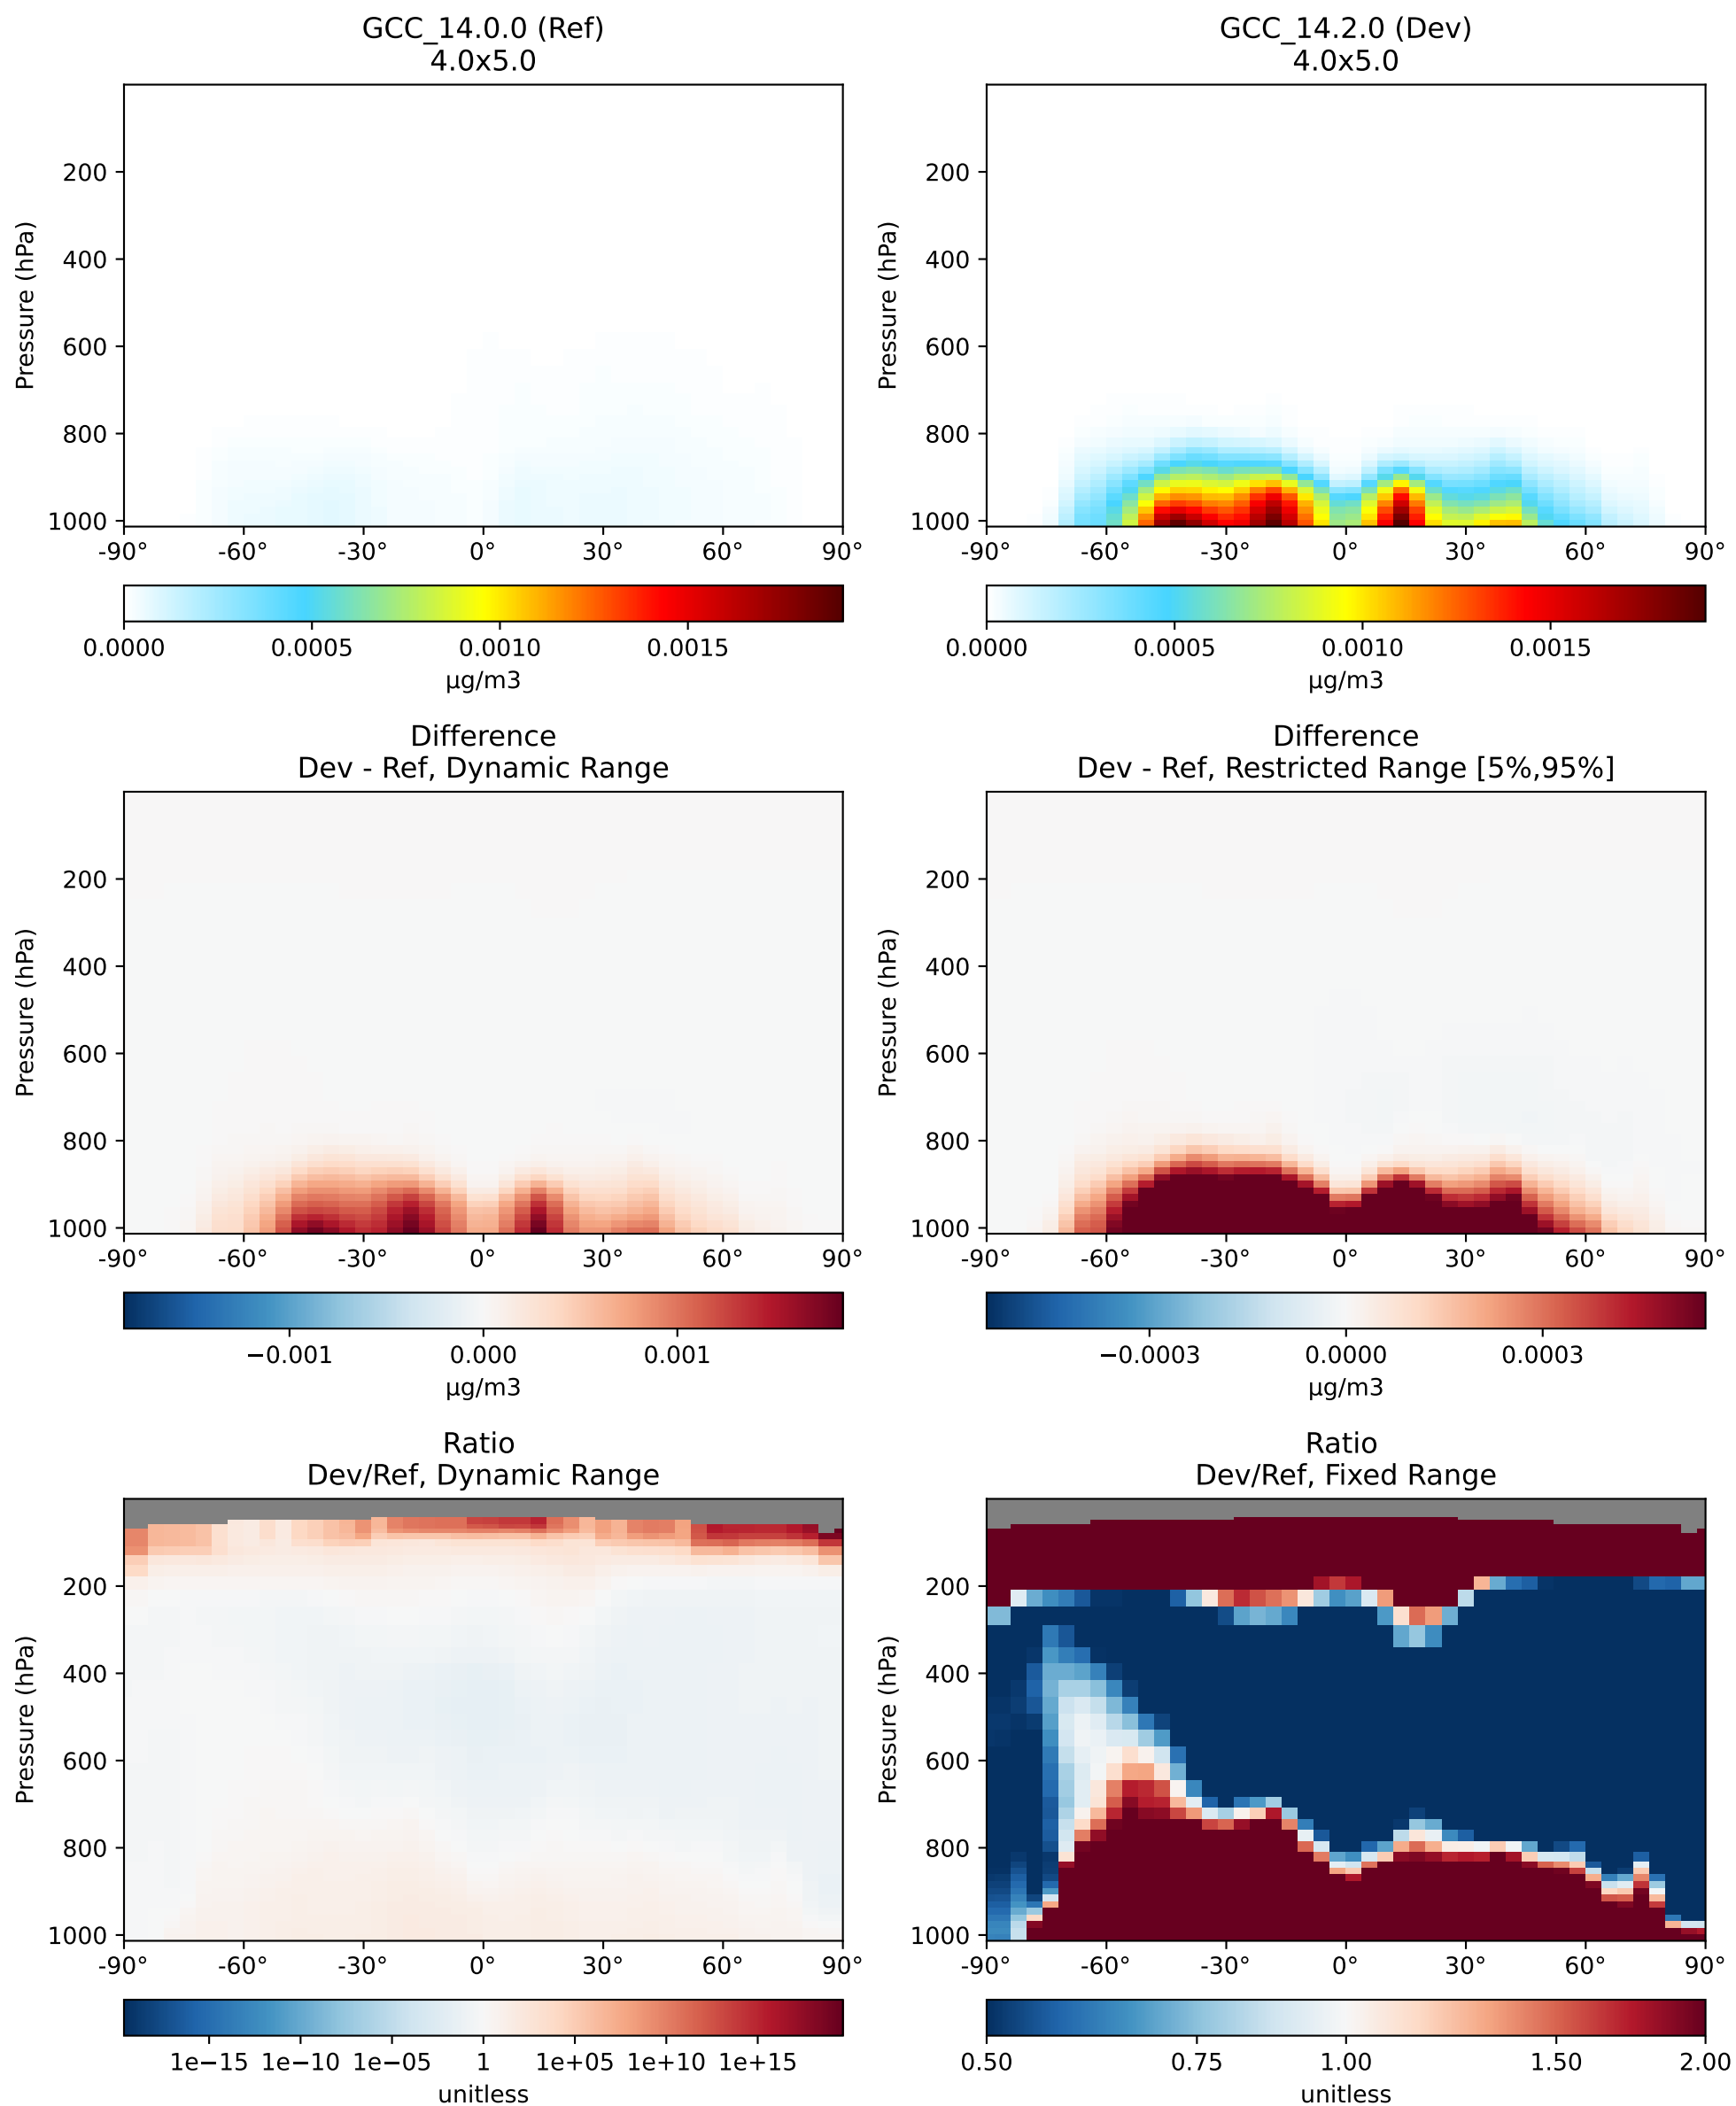 GCC_14.0.0 (Ref)
4.0x5.0
Pressure (hPa)
200
400
600
800
1000
-90° -60° -30° 0° 30° 60° 90°
0.0000 0.0005 0.0010 0.0015
μg/m3
GCC_14.2.0 (Dev)
4.0x5.0
Pressure (hPa)
200
400
600
800
1000
-90° -60° -30° 0° 30° 60° 90°
0.0000 0.0005 0.0010 0.0015
μg/m3
Difference
Dev - Ref, Dynamic Range
Pressure (hPa)
200
400
600
800
1000
-90° -60° -30° 0° 30° 60° 90°
−0.001 0.000 0.001
μg/m3
Difference
Dev - Ref, Restricted Range [5%,95%]
Pressure (hPa)
200
400
600
800
1000
-90° -60° -30° 0° 30° 60° 90°
−0.0003 0.0000 0.0003
μg/m3
Ratio
Dev/Ref, Dynamic Range
Pressure (hPa)
200
400
600
800
1000
-90° -60° -30° 0° 30° 60° 90°
1e−15 1e−10 1e−05 1 1e+05 1e+10 1e+15
unitless
Ratio
Dev/Ref, Fixed Range
Pressure (hPa)
200
400
600
800
1000
-90° -60° -30° 0° 30° 60° 90°
0.50 0.75 1.00 1.50 2.00
unitless